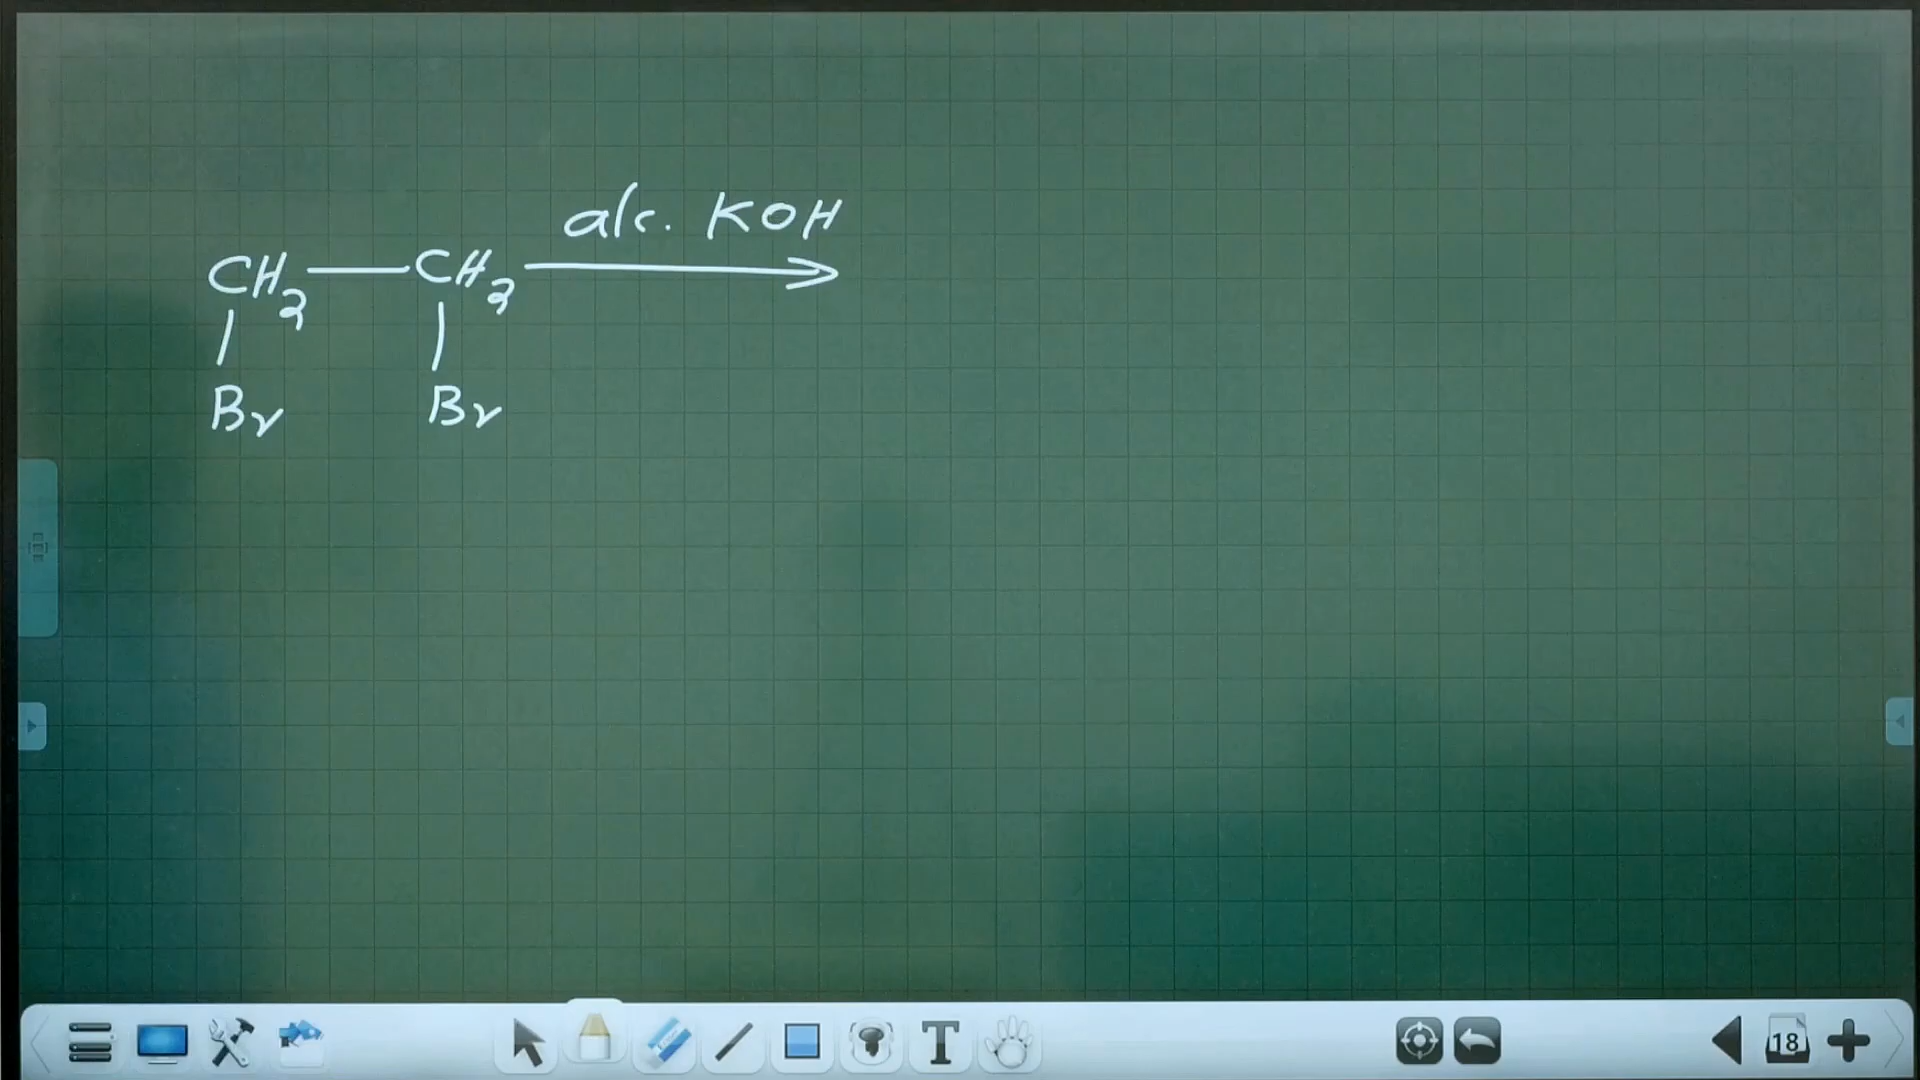 alc. KOH
CH2—CH2
Br Br
T
18